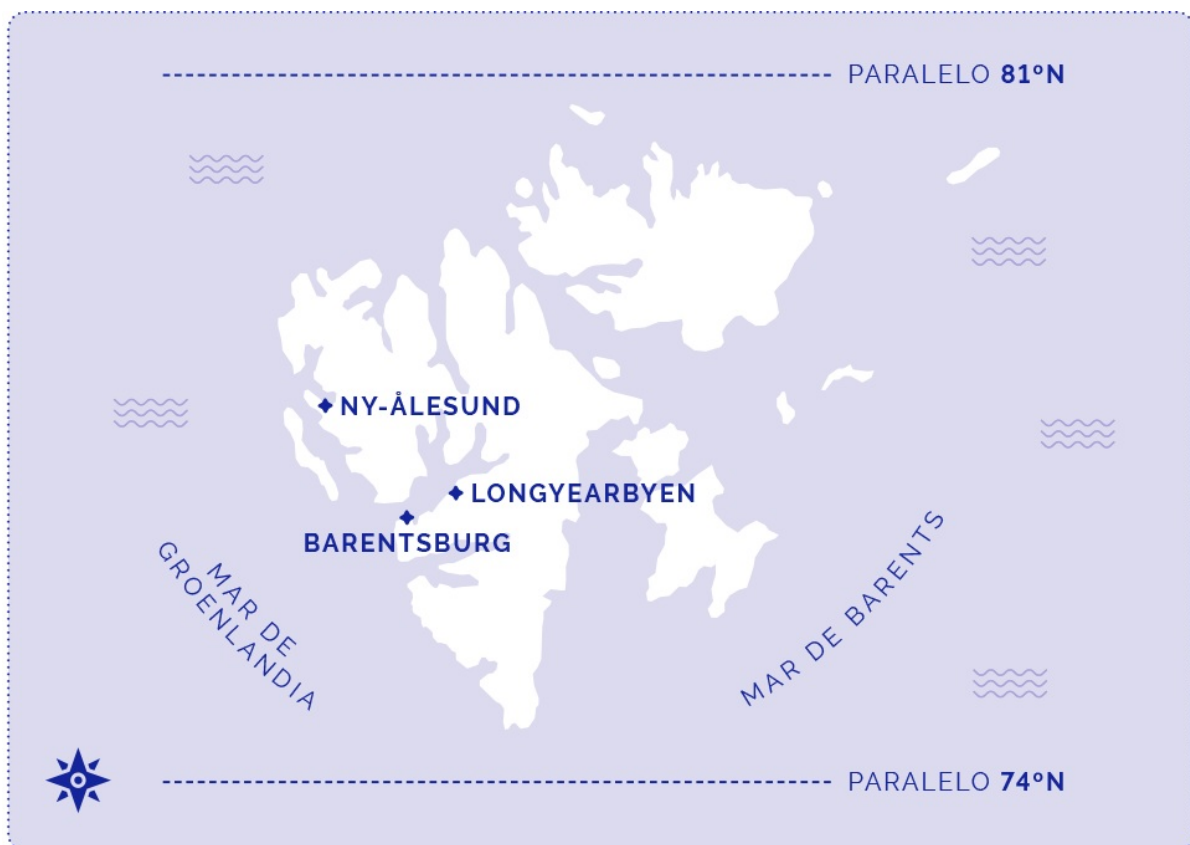 PARALELO 81ºN
NY-ÅLESUND
LONGYEARBYEN
BARENTSBURG
MAR DE
GROENLANDIA
MAR DE BARENTS
PARALELO 74ºN